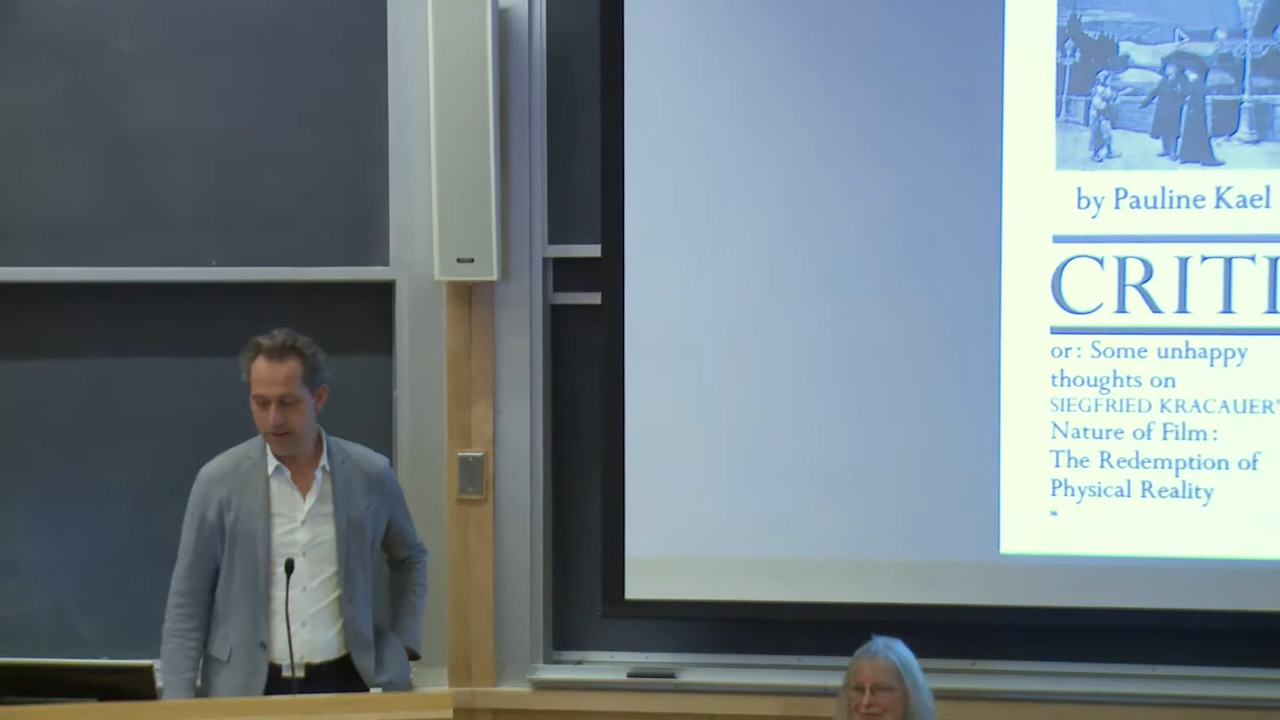 by Pauline Kael
CRITI
or: Some unhappy
thoughts on
SIEGFRIED KRACAUER'
Nature of Film:
The Redemption of
Physical Reality